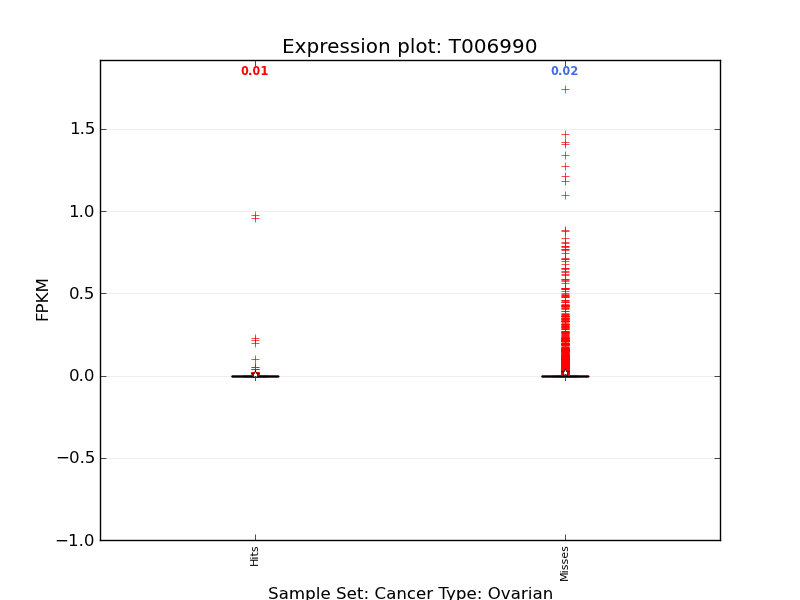 Expression plot: T006990
0.01
0.02
FPKM
1.5
1.0
0.5
0.0
−0.5
−1.0
Hits
Misses
Sample Set: Cancer Type: Ovarian